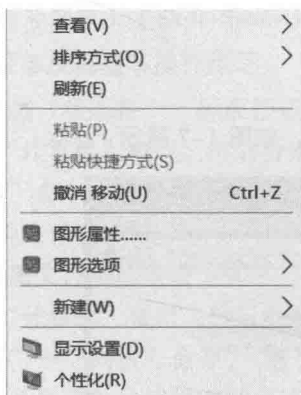 查看(V)
排序方式(O)
刷新(E)
粘贴(P)
粘贴快捷方式(S)
撤消 移动(U) Ctrl+Z
图形属性......
图形选项
新建(W)
显示设置(D)
个性化(R)